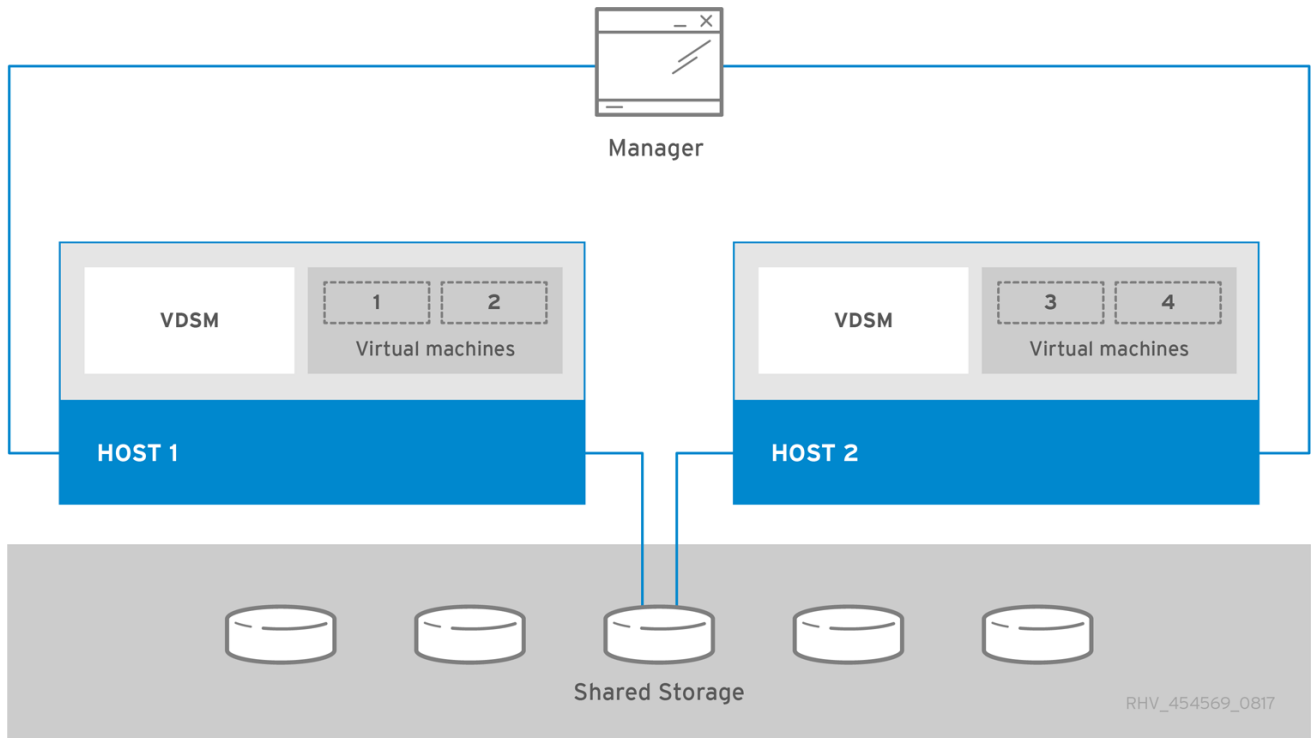 Manager
VDSM
1
2
Virtual machines
HOST 1
VDSM
3
4
Virtual machines
HOST 2
Shared Storage
RHV_454569_0817